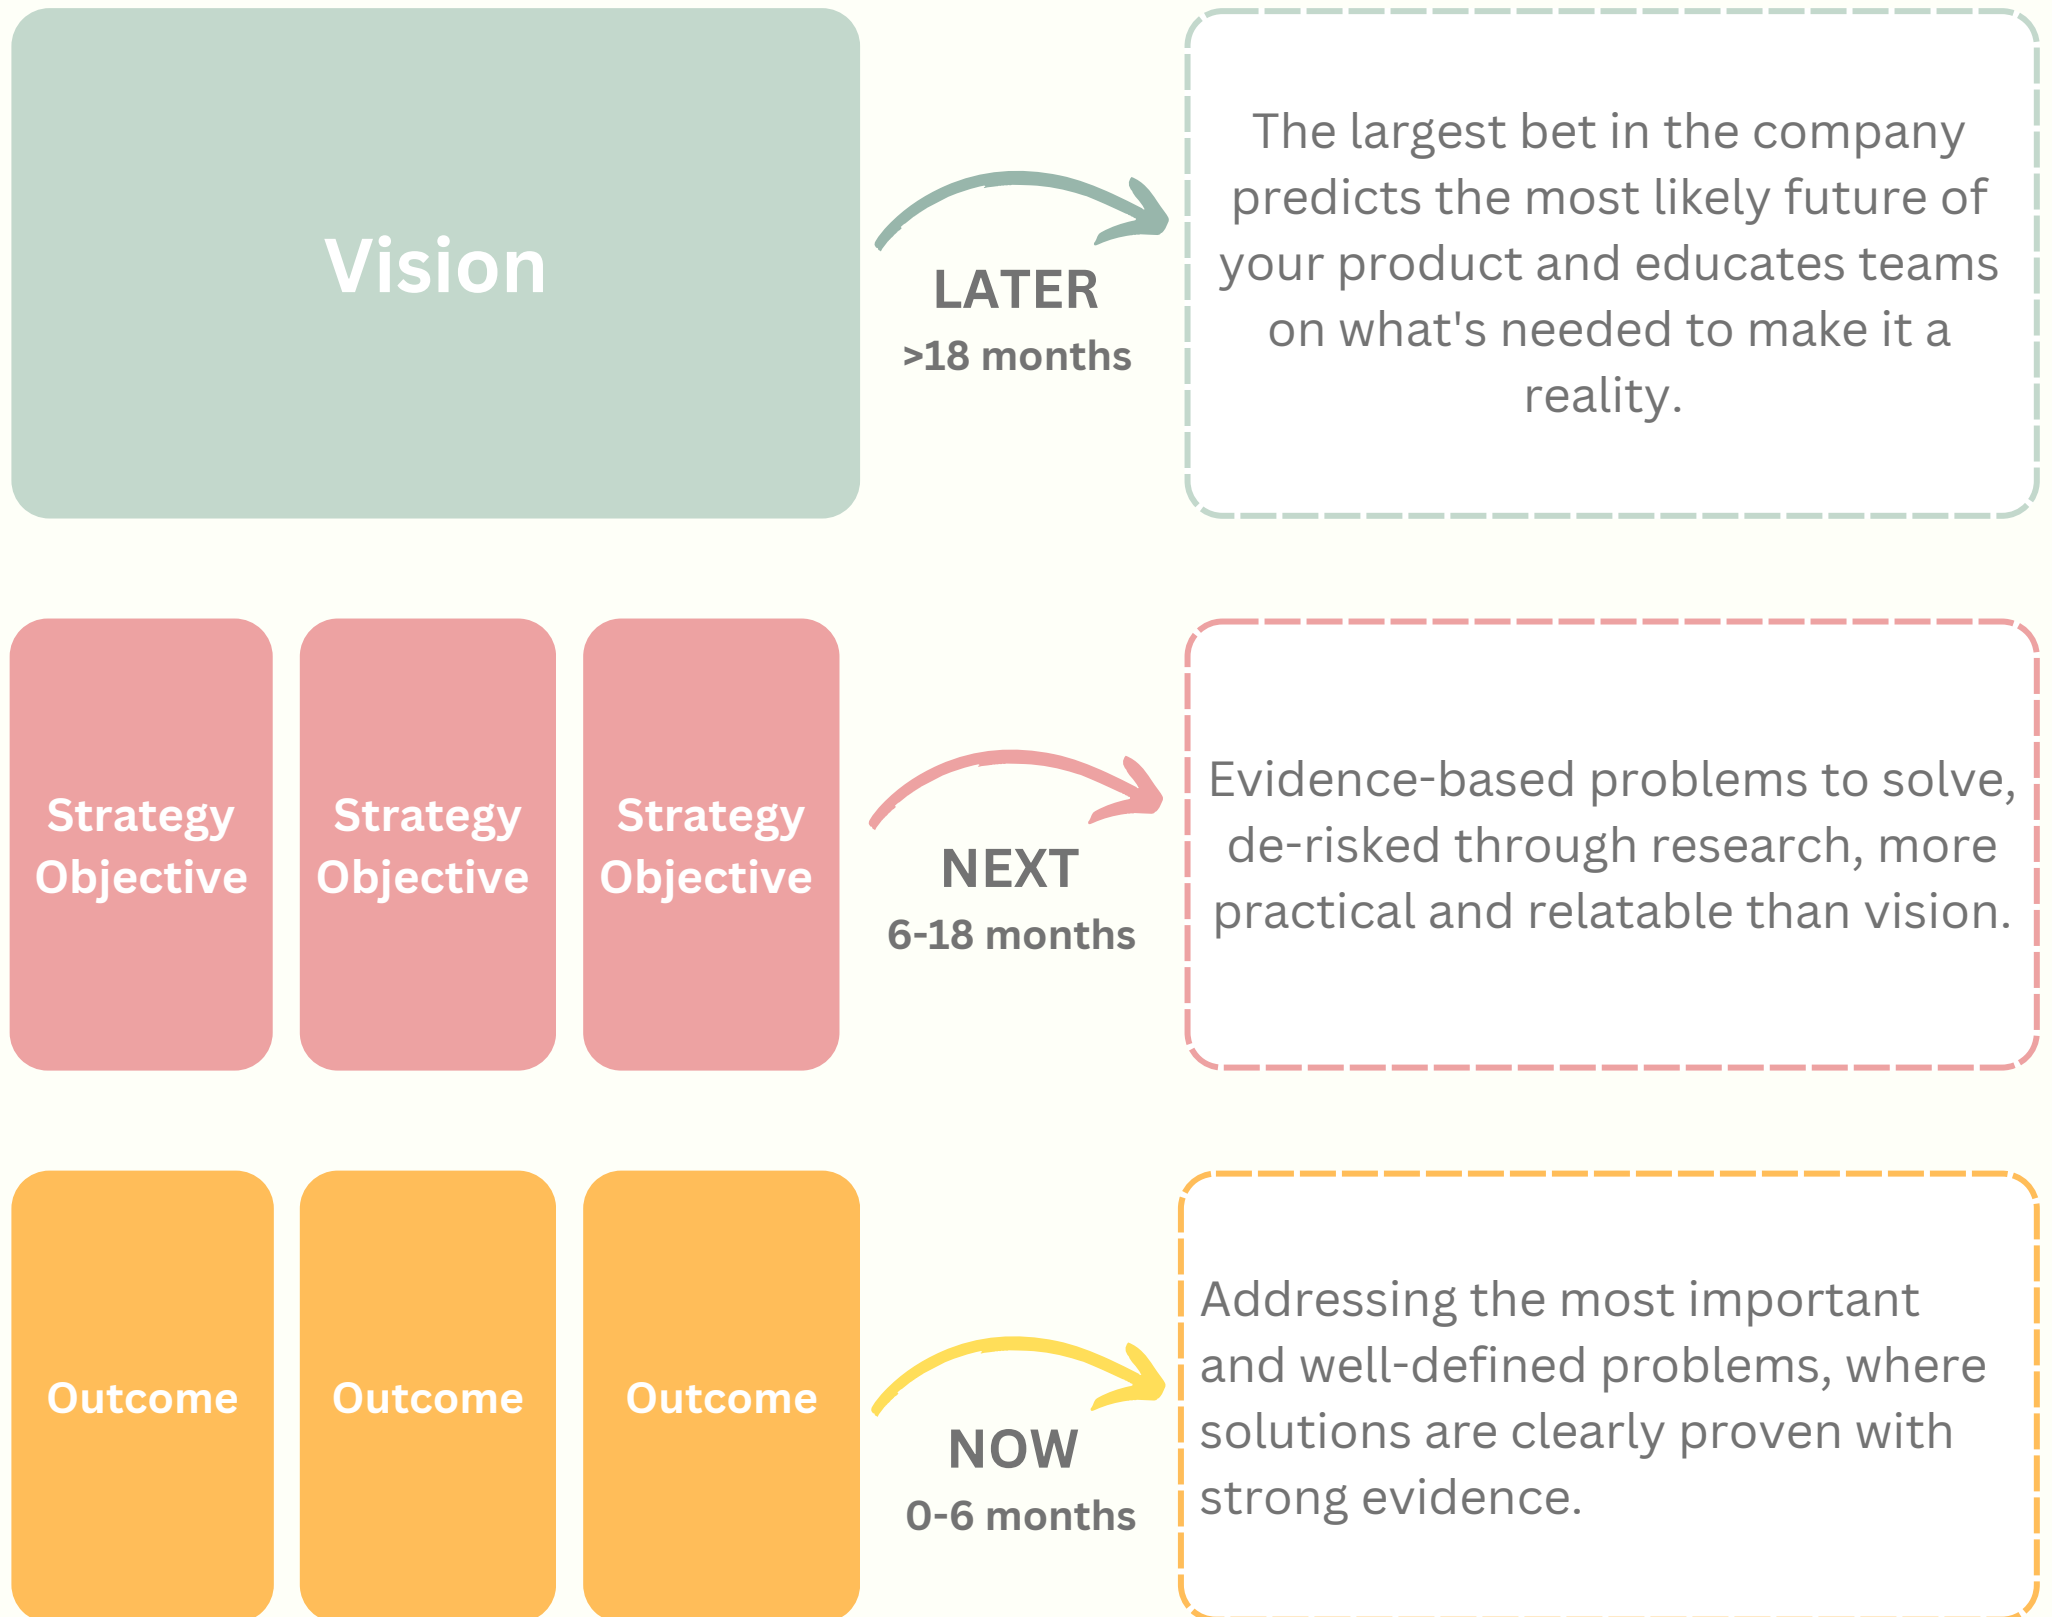 Vision
LATER
>18 months
The largest bet in the company
predicts the most likely future of
your product and educates teams
on what's needed to make it a
reality.
Strategy
Objective
Strategy
Objective
Strategy
Objective
NEXT
6-18 months
Evidence-based problems to solve,
de-risked through research, more
practical and relatable than vision.
Outcome
Outcome
Outcome
NOW
0-6 months
Addressing the most important
and well-defined problems, where
solutions are clearly proven with
strong evidence.